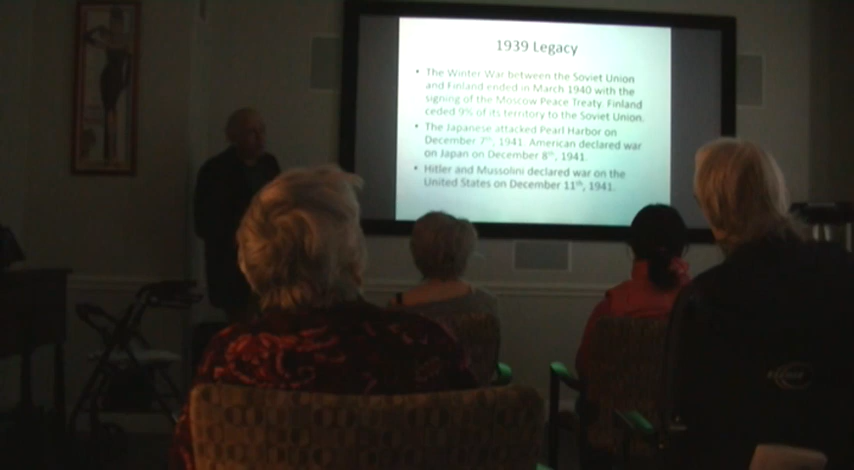 1939 Legacy
• The Winter War between the Soviet Union
and Finland ended in March 1940 with the
signing of the Moscow Peace Treaty. Finland
ceded 9% of its territory to the Soviet Union.
• The Japanese attacked Pearl Harbor on
December 7th, 1941. American declared war
on Japan on December 8th, 1941.
• Hitler and Mussolini declared war on the
United States on December 11th, 1941.